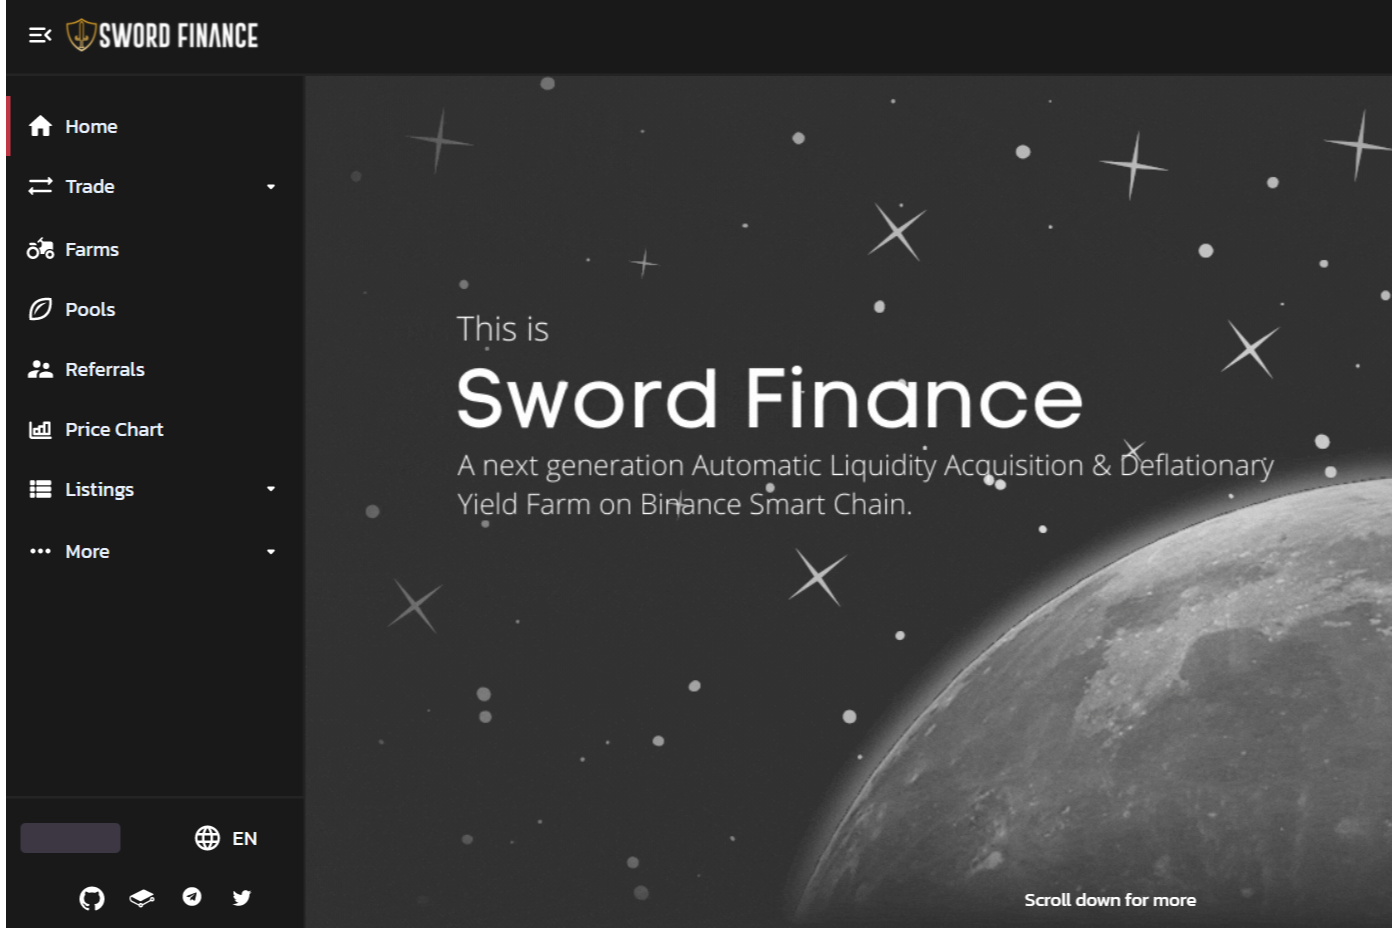 SWORD FINANCE
Home
Trade
Farms
Pools
Referrals
Price Chart
Listings
More
EN
This is
Sword Finance
A next generation Automatic Liquidity Acquisition & Deflationary
Yield Farm on Binance Smart Chain.
Scroll down for more